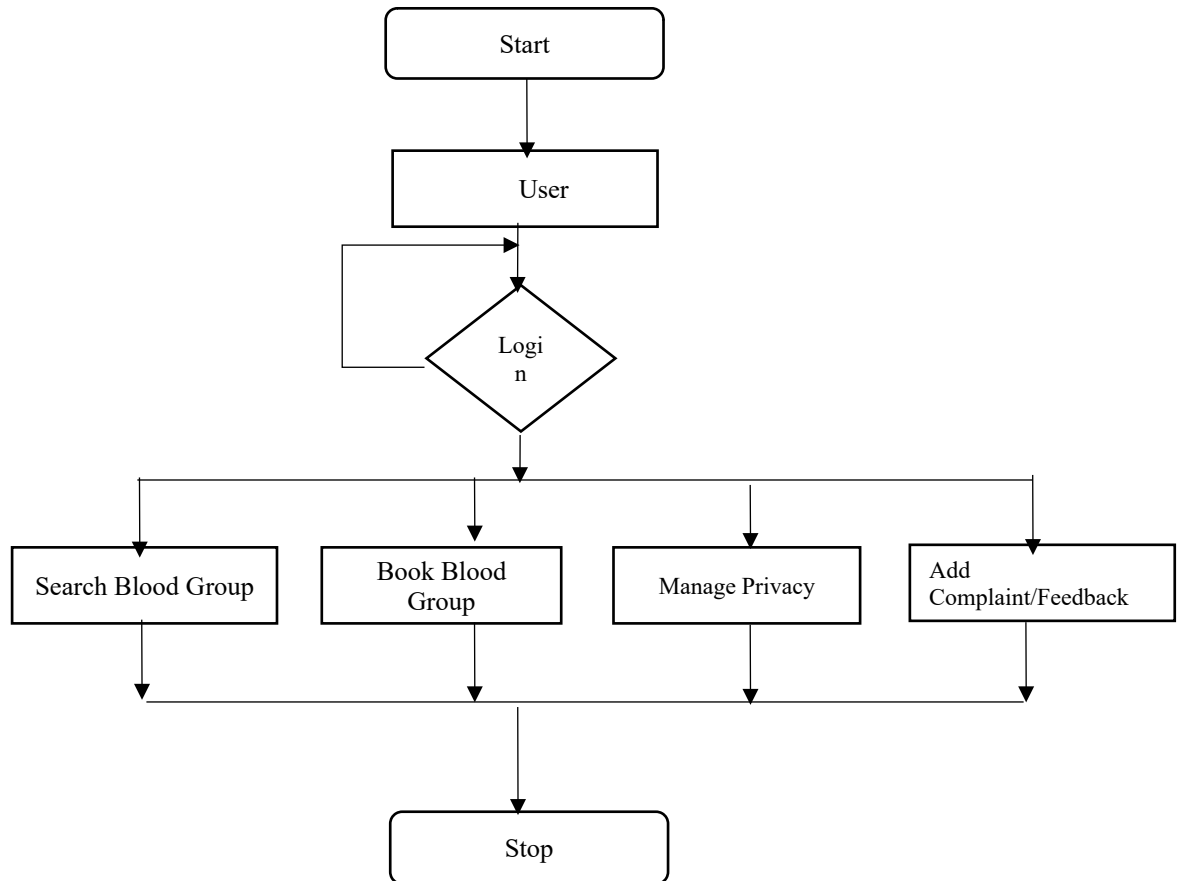 Start
User
Logi
n
Search Blood Group
Book Blood
Group
Manage Privacy
Add
Complaint/Feedback
Stop